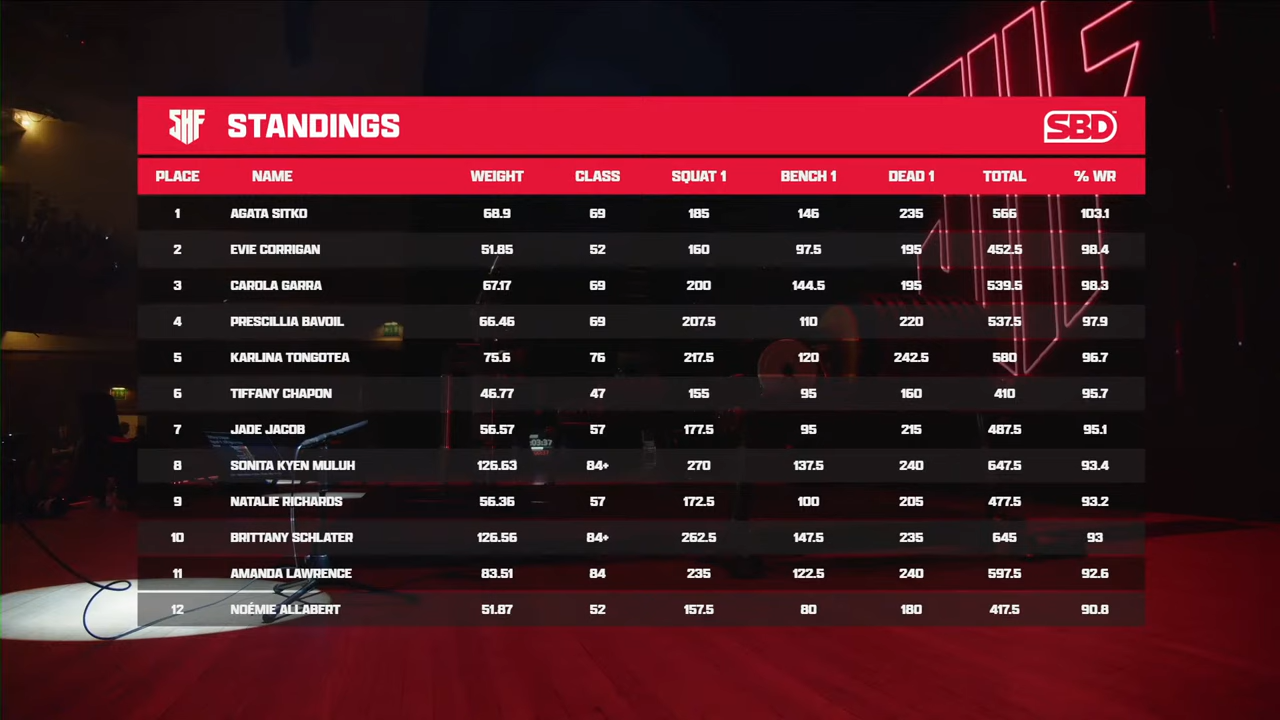 SHF STANDINGS SBD
PLACE NAME WEIGHT CLASS SQUAT 1 BENCH 1 DEAD 1 TOTAL % WR
1 AGATA SITKO 68.9 69 185 146 235 566 103.1
2 EVIE CORRIGAN 51.85 52 160 97.5 195 452.5 98.4
3 CAROLA GARRA 67.17 69 200 144.5 195 539.5 98.3
4 PRESCILLIA BAVOIL 66.46 69 207.5 110 220 537.5 97.9
5 KARLINA TONGOTEA 75.6 76 217.5 120 242.5 580 96.7
6 TIFFANY CHAPON 46.77 47 155 95 160 410 95.7
7 JADE JACOB 56.57 57 177.5 95 215 487.5 95.1
8 SONITA KYEN MULUH 126.63 84+ 270 137.5 240 647.5 93.4
9 NATALIE RICHARDS 56.36 57 172.5 100 205 477.5 93.2
10 BRITTANY SCHLATER 126.56 84+ 262.5 147.5 235 645 93
11 AMANDA LAWRENCE 83.51 84 235 122.5 240 597.5 92.6
12 NOÉMIE ALLABERT 51.87 52 157.5 80 180 417.5 90.8